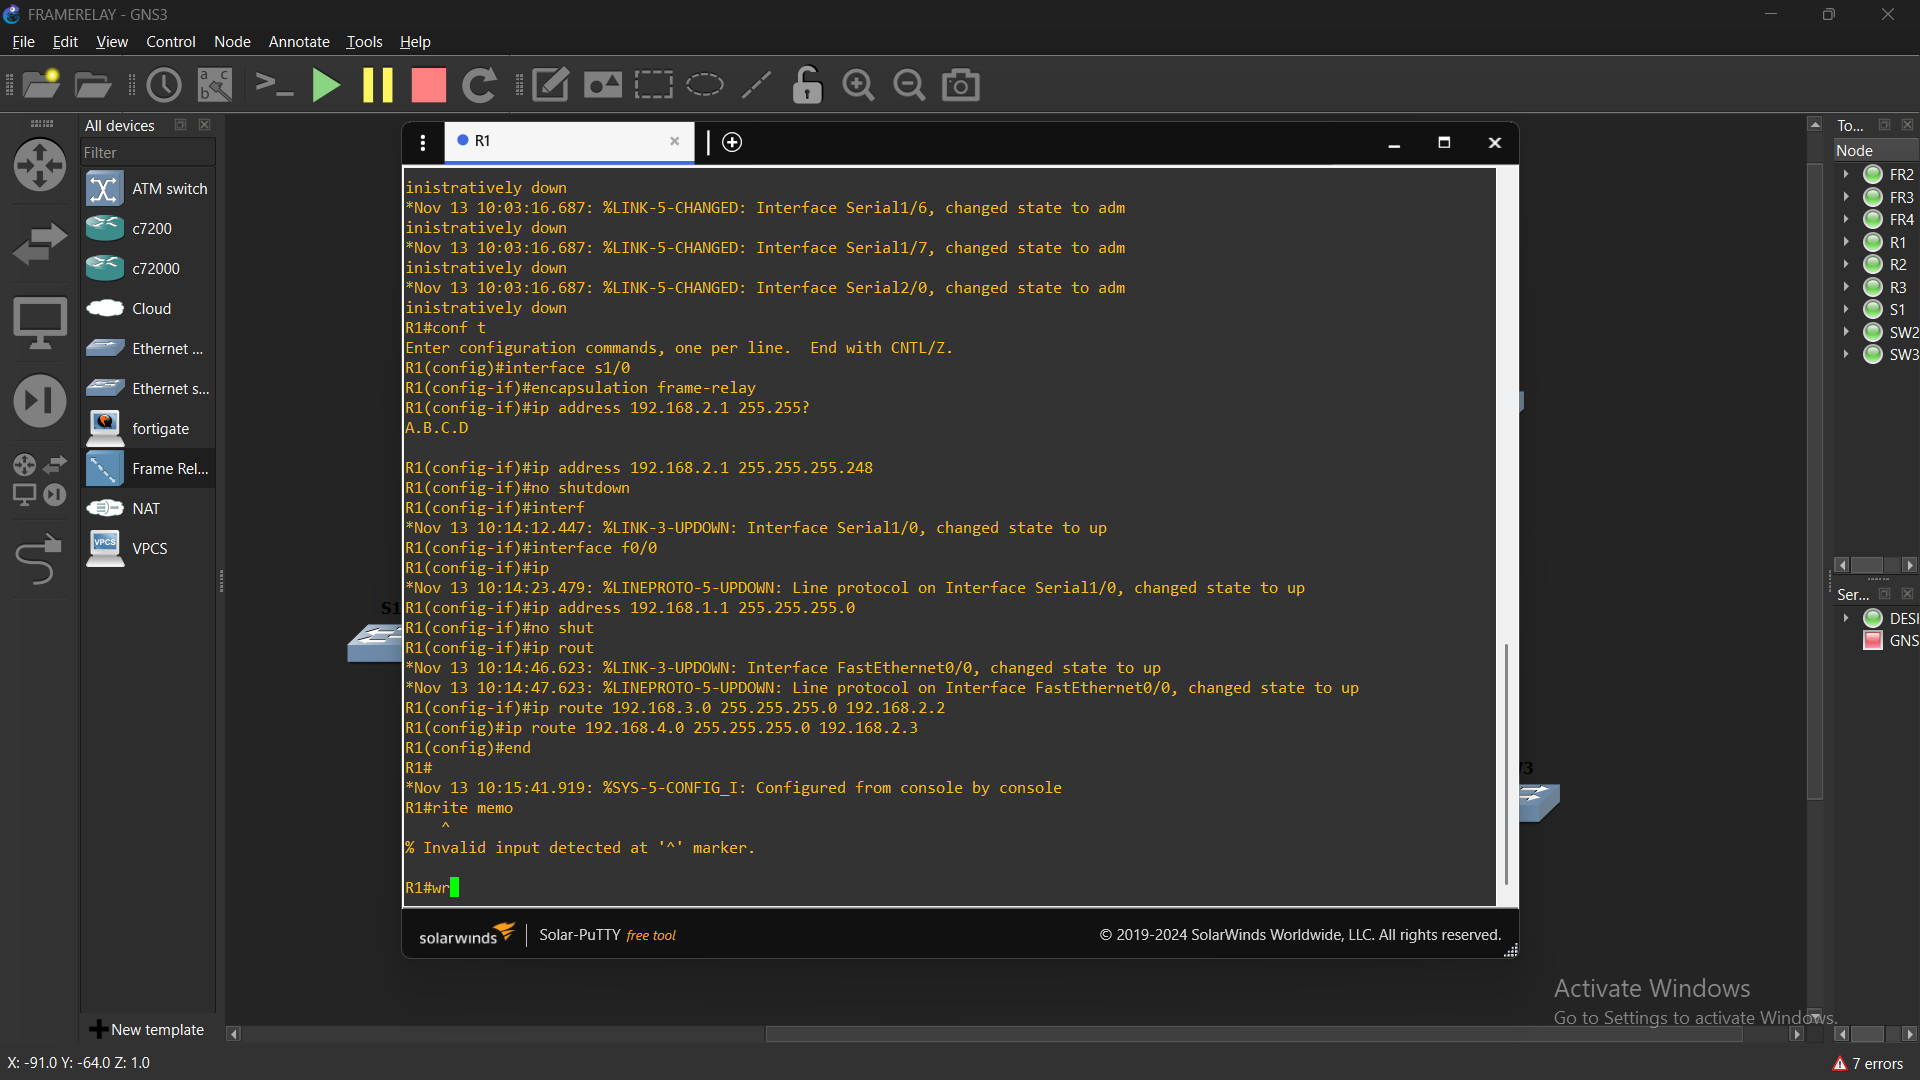 FRAMERELAY - GNS3
File Edit View Control Node Annotate Tools Help
All devices
Filter
ATM switch
c7200
c72000
Cloud
Ethernet ...
Ethernet s...
fortigate
Frame Rel...
NAT
VPCS
New template
X: -91.0 Y: -64.0 Z: 1.0
S1
R1
inistratively down
*Nov 13 10:03:16.687: %LINK-5-CHANGED: Interface Serial1/6, changed state to adm
inistratively down
*Nov 13 10:03:16.687: %LINK-5-CHANGED: Interface Serial1/7, changed state to adm
inistratively down
*Nov 13 10:03:16.687: %LINK-5-CHANGED: Interface Serial2/0, changed state to adm
inistratively down
R1#conf t
Enter configuration commands, one per line.  End with CNTL/Z.
R1(config)#interface s1/0
R1(config-if)#encapsulation frame-relay
R1(config-if)#ip address 192.168.2.1 255.255?
A.B.C.D
R1(config-if)#ip address 192.168.2.1 255.255.255.248
R1(config-if)#no shutdown
R1(config-if)#interf
*Nov 13 10:14:12.447: %LINK-3-UPDOWN: Interface Serial1/0, changed state to up
R1(config-if)#interface f0/0
R1(config-if)#ip
*Nov 13 10:14:23.479: %LINEPROTO-5-UPDOWN: Line protocol on Interface Serial1/0, changed state to up
R1(config-if)#ip address 192.168.1.1 255.255.255.0
R1(config-if)#no shut
R1(config-if)#ip rout
*Nov 13 10:14:46.623: %LINK-3-UPDOWN: Interface FastEthernet0/0, changed state to up
*Nov 13 10:14:47.623: %LINEPROTO-5-UPDOWN: Line protocol on Interface FastEthernet0/0, changed state to up
R1(config-if)#ip route 192.168.3.0 255.255.255.0 192.168.2.2
R1(config)#ip route 192.168.4.0 255.255.255.0 192.168.2.3
R1(config)#end
R1#
*Nov 13 10:15:41.919: %SYS-5-CONFIG_I: Configured from console by console
R1#rite memo
^
% Invalid input detected at '^' marker.
R1#wr
solarwinds
Solar-PuTTY free tool
© 2019-2024 SolarWinds Worldwide, LLC. All rights reserved.
To...
Node
FR2
FR3
FR4
R1
R2
R3
S1
SW2
SW3
Ser...
DESI
GNS
Activate Windows
Go to Settings to activate Windows.
7 errors